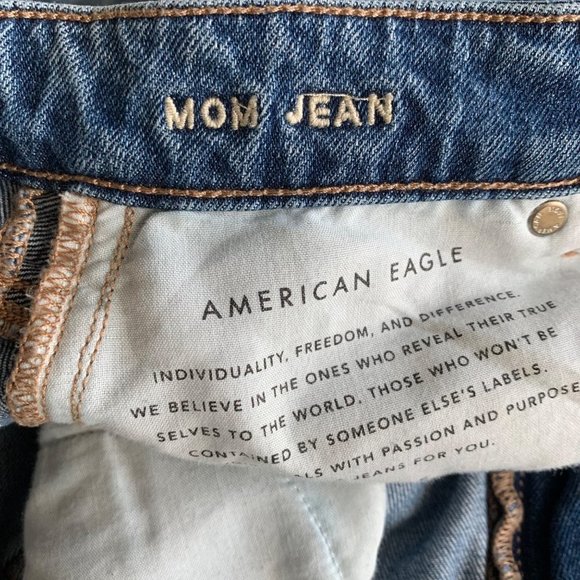 MOM JEAN
AMERICAN EAGLE
INDIVIDUALITY, FREEDOM, AND DIFFERENCE.
WE BELIEVE IN THE ONES WHO REVEAL THEIR TRUE
SELVES TO THE WORLD. THOSE WHO WON'T BE
CONTAINED BY SOMEONE ELSE'S LABELS.
WITH PASSION AND PURPOSE
JEANS FOR YOU.